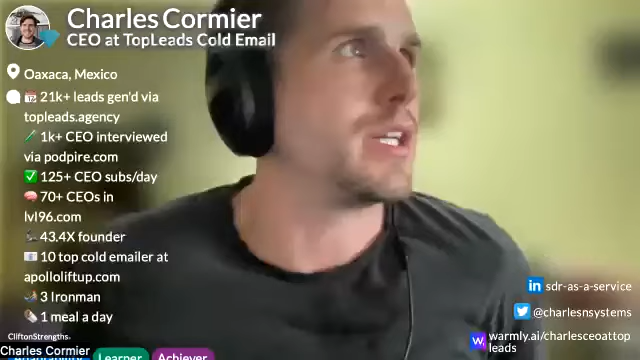 Charles Cormier
CEO at TopLeads Cold Email
Oaxaca, Mexico
21k+ leads gen'd via
topleads.agency
1k+ CEO interviewed
via podpire.com
125+ CEO subs/day
70+ CEOs in
lvl96.com
43.4X founder
10 top cold emailer at
apolloliftup.com
3 Ironman
1 meal a day
CliftonStrengths.
Charles Cormier
Learner
Achiever
sdr-as-a-service
@charlesnsystems
warmly.ai/charlesceoattop
leads